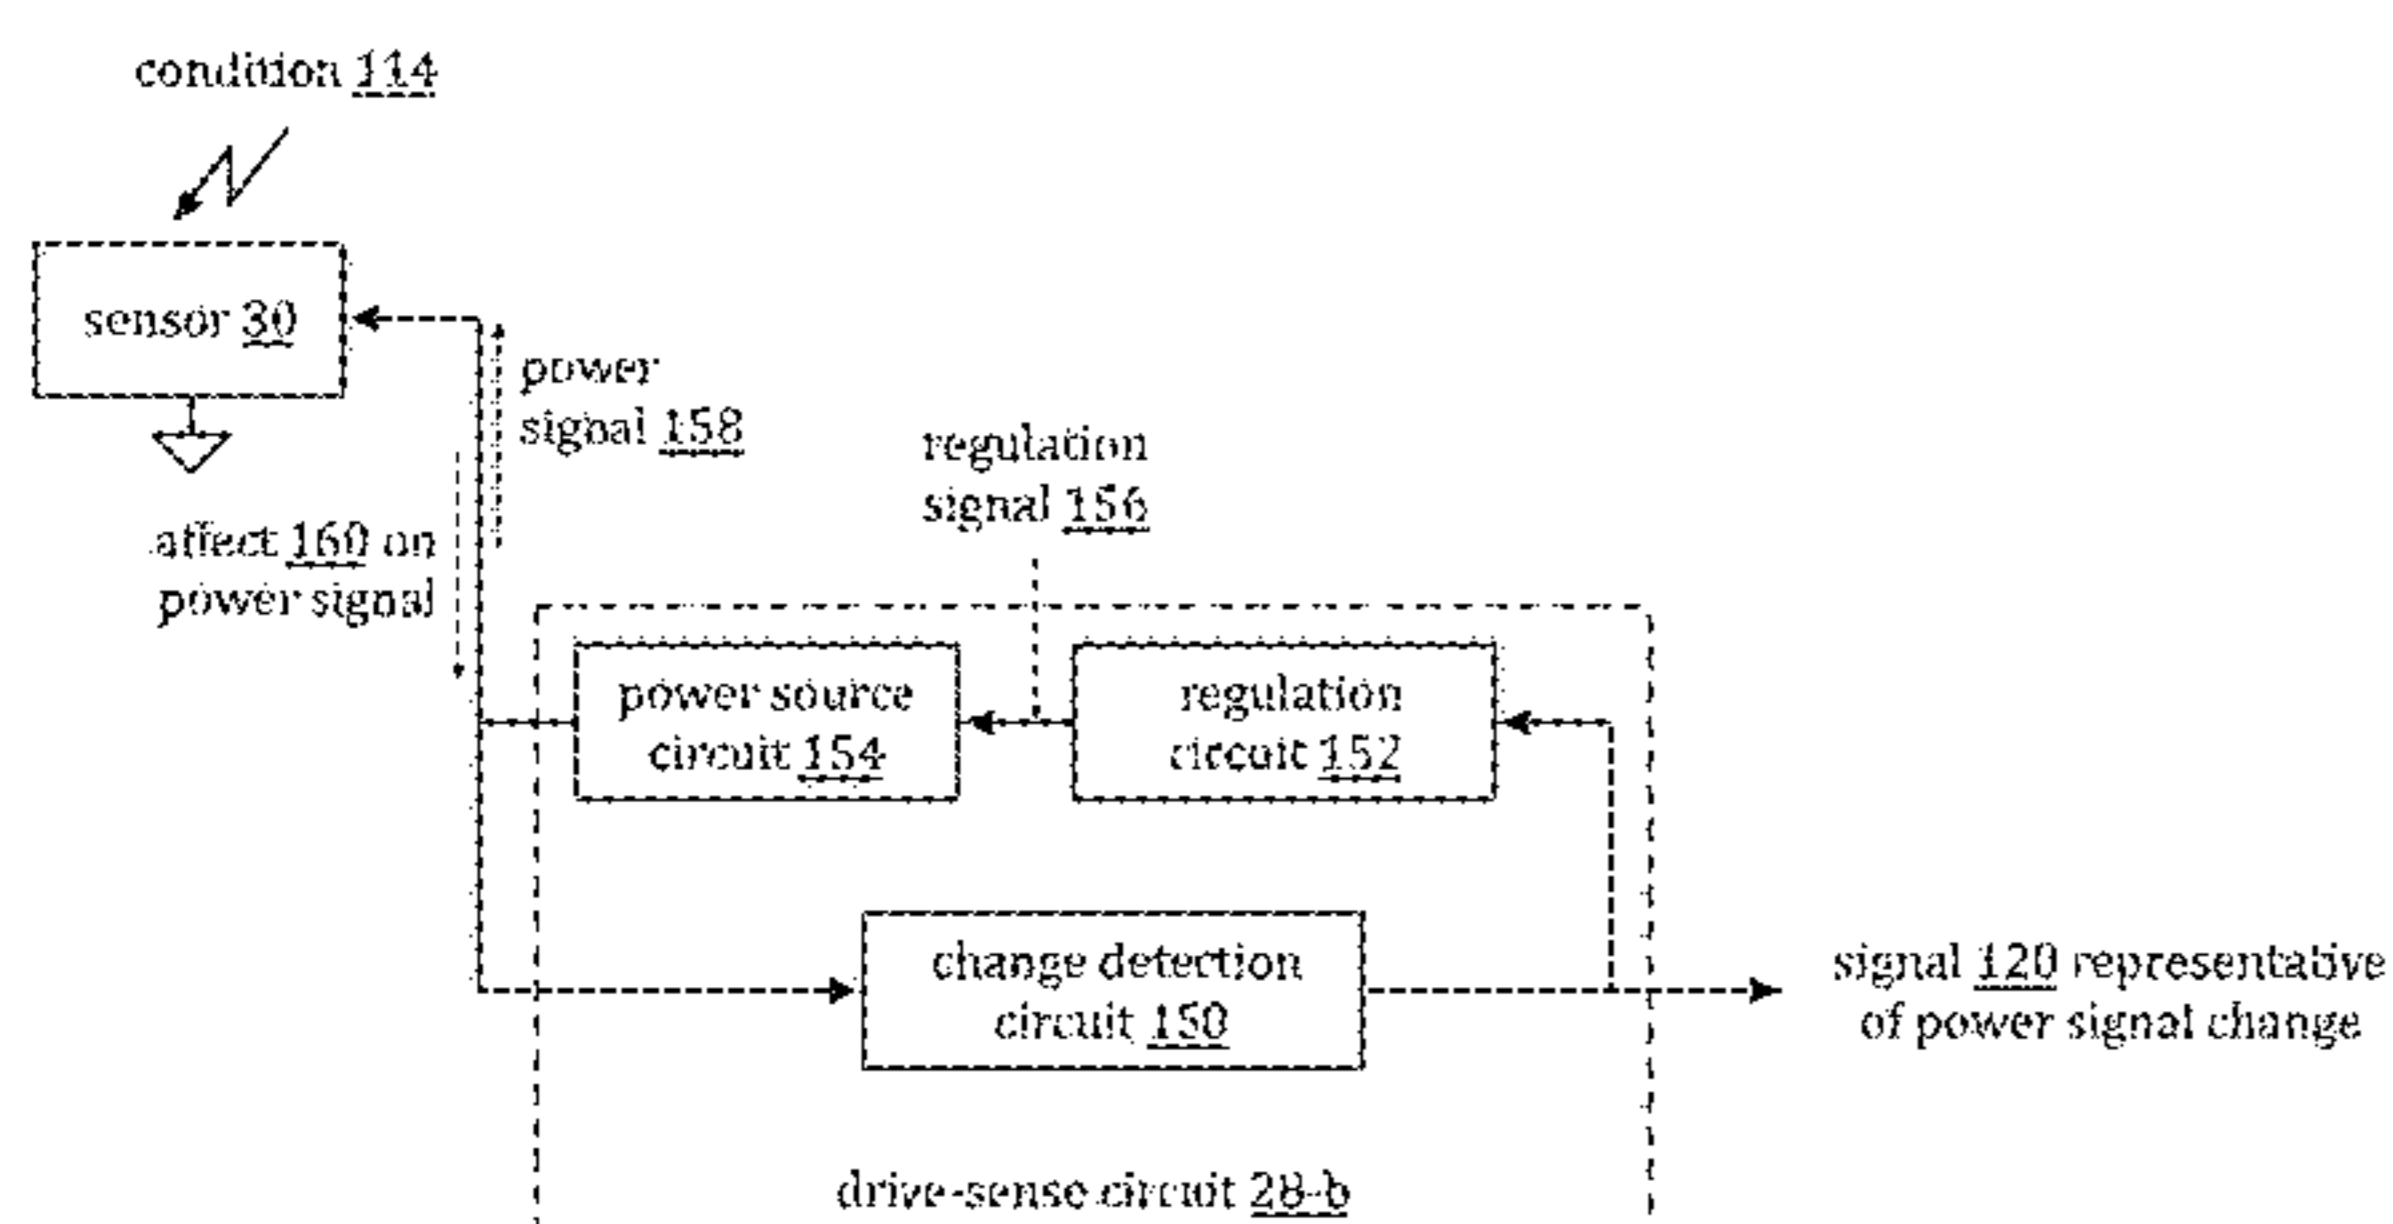 condition 114
sensor 30
power
signal 158
regulation
signal 156
affect 160 on
power signal
power source
circuit 154
regulation
circuit 152
change detection
circuit 150
signal 120 representative
of power signal change
drive-sense circuit 28-b